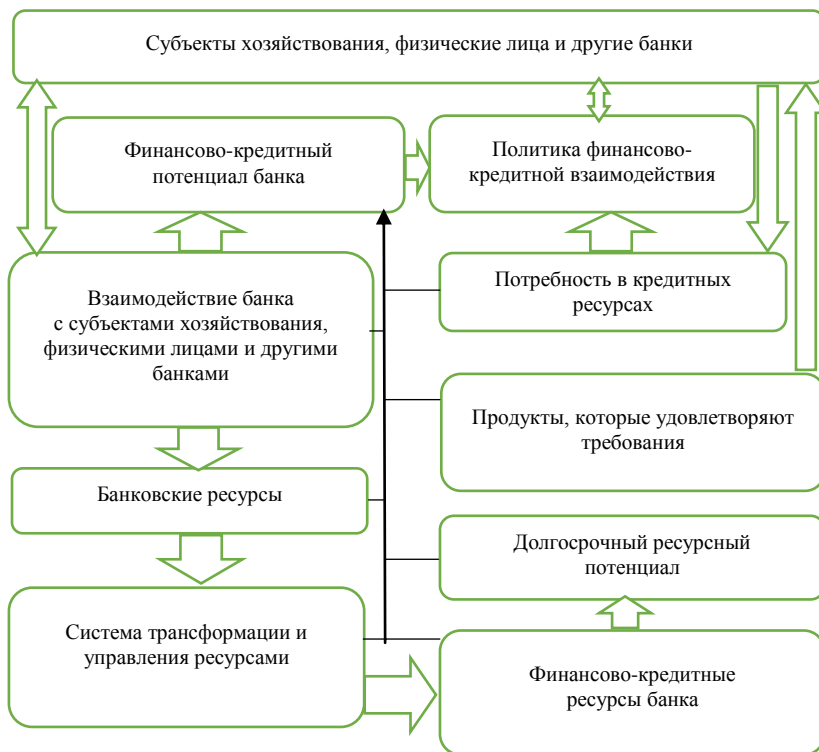 Субъекты хозяйствования, физические лица и другие банки
Финансово-кредитный
потенциал банка
Политика финансово-
кредитной взаимодействия
Взаимодействие банка
с субъектами хозяйствования,
физическими лицами и другими
банками
Потребность в кредитных
ресурсах
Продукты, которые удовлетворяют
требования
Банковские ресурсы
Долгосрочный ресурсный
потенциал
Система трансформации и
управления ресурсами
Финансово-кредитные
ресурсы банка